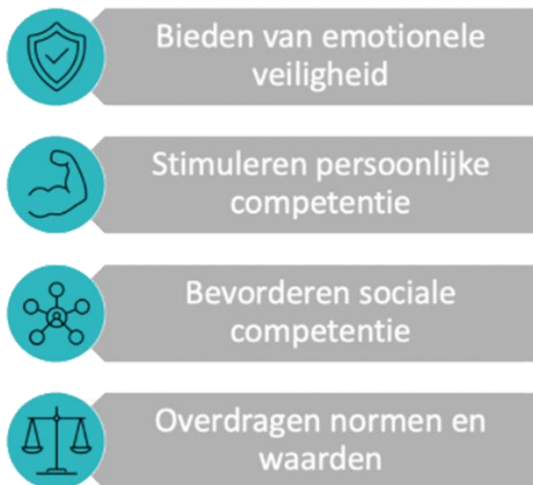 Bieden van emotionele
veiligheid
Stimuleren persoonlijke
competentie
Bevorderen sociale
competentie
Overdragen normen en
waarden